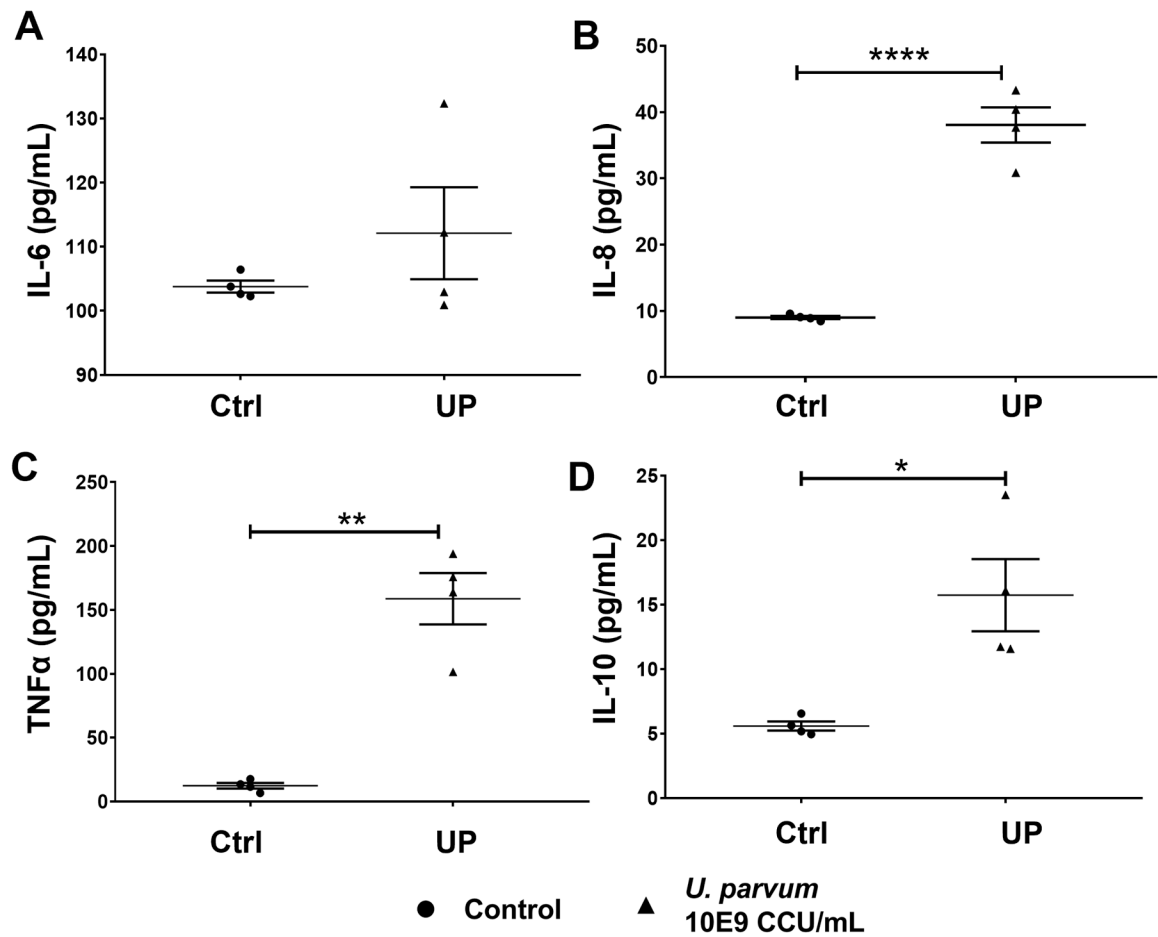 A
IL-6 (pg/mL)
140
130
120
110
100
90
Ctrl
UP
B
IL-8 (pg/mL)
50
40
30
20
10
0
****
Ctrl
UP
C
TNFα (pg/mL)
250
200
150
100
50
0
**
Ctrl
UP
D
IL-10 (pg/mL)
25
20
15
10
5
0
*
Ctrl
UP
Control
U. parvum
10E9 CCU/mL